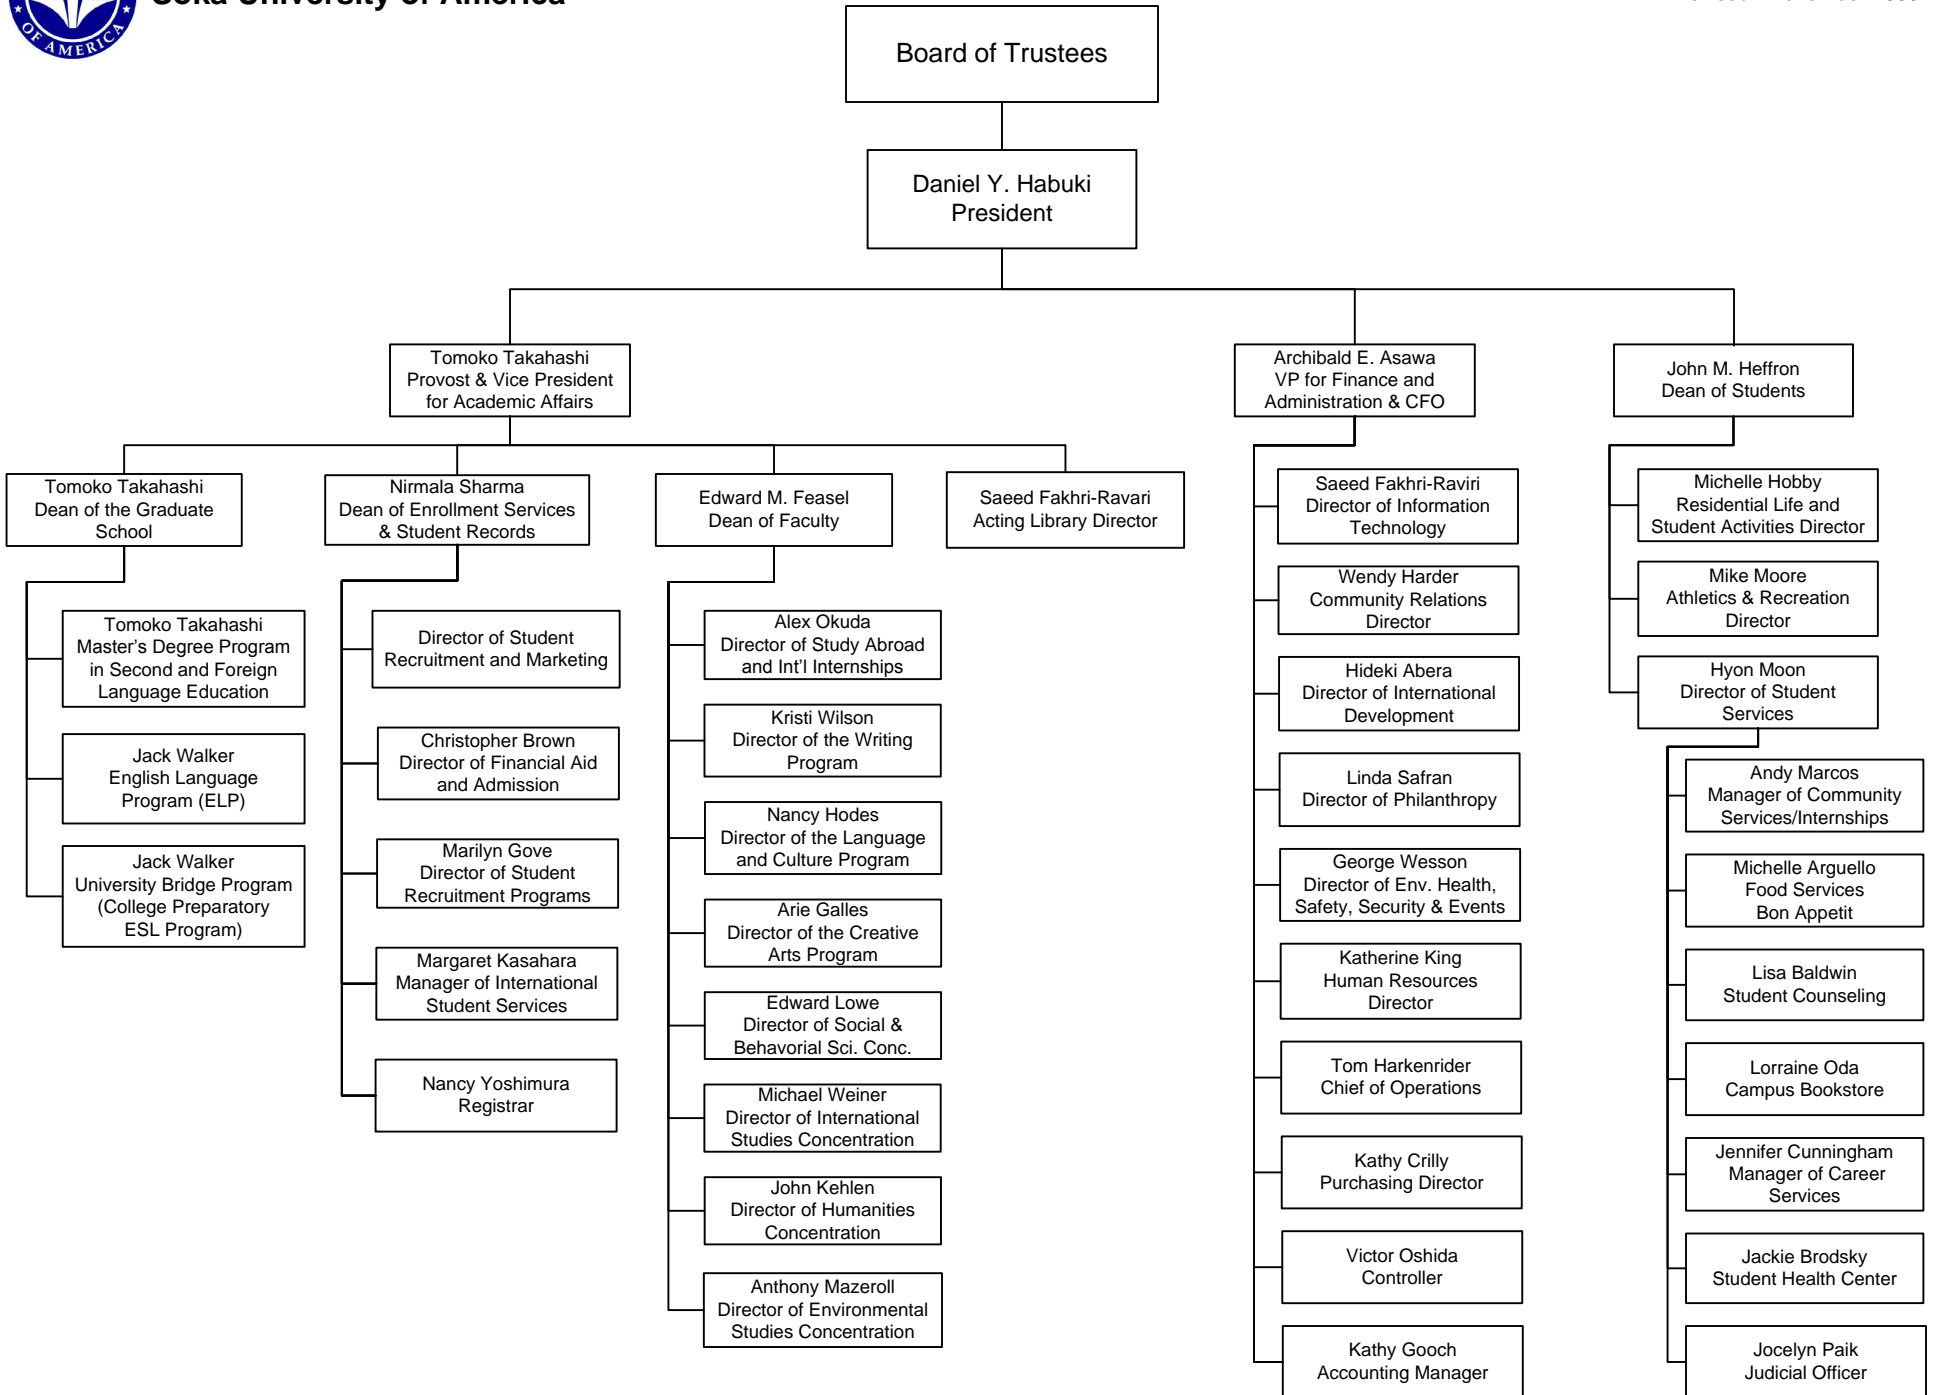 OF AMERICA
Soka University of America
Board of Trustees
Daniel Y. Habuki
President
Tomoko Takahashi
Provost & Vice President
for Academic Affairs
Archibald E. Asawa
VP for Finance and
Administration & CFO
John M. Heffron
Dean of Students
Tomoko Takahashi
Dean of the Graduate
School
Nirmala Sharma
Dean of Enrollment Services
& Student Records
Edward M. Feasel
Dean of Faculty
Saeed Fakhri-Ravari
Acting Library Director
Tomoko Takahashi
Master’s Degree Program
in Second and Foreign
Language Education
Jack Walker
English Language
Program (ELP)
Jack Walker
University Bridge Program
(College Preparatory
ESL Program)
Director of Student
Recruitment and Marketing
Christopher Brown
Director of Financial Aid
and Admission
Marilyn Gove
Director of Student
Recruitment Programs
Margaret Kasahara
Manager of International
Student Services
Nancy Yoshimura
Registrar
Alex Okuda
Director of Study Abroad
and Int’l Internships
Kristi Wilson
Director of the Writing
Program
Nancy Hodes
Director of the Language
and Culture Program
Arie Galles
Director of the Creative
Arts Program
Edward Lowe
Director of Social &
Behavorial Sci. Conc.
Michael Weiner
Director of International
Studies Concentration
John Kehlen
Director of Humanities
Concentration
Anthony Mazeroll
Director of Environmental
Studies Concentration
Saeed Fakhri-Raviri
Director of Information
Technology
Wendy Harder
Community Relations
Director
Hideki Abera
Director of International
Development
Linda Safran
Director of Philanthropy
George Wesson
Director of Env. Health,
Safety, Security & Events
Katherine King
Human Resources
Director
Tom Harkenrider
Chief of Operations
Kathy Crilly
Purchasing Director
Victor Oshida
Controller
Kathy Gooch
Accounting Manager
Michelle Hobby
Residential Life and
Student Activities Director
Mike Moore
Athletics & Recreation
Director
Hyon Moon
Director of Student
Services
Andy Marcos
Manager of Community
Services/Internships
Michelle Arguello
Food Services
Bon Appetit
Lisa Baldwin
Student Counseling
Lorraine Oda
Campus Bookstore
Jennifer Cunningham
Manager of Career
Services
Jackie Brodsky
Student Health Center
Jocelyn Paik
Judicial Officer